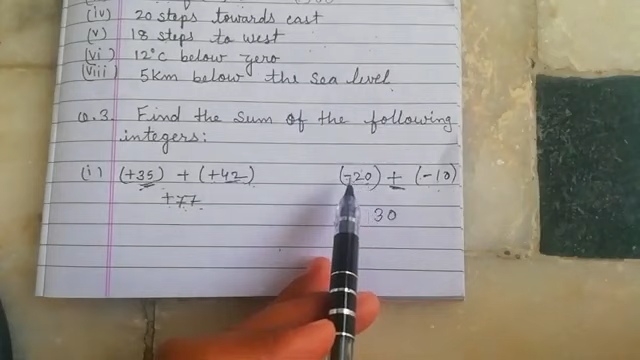 (iv) 20 steps towards east
(v) 18 steps to west
(vi) 12°C below zero
(viii) 5Km below the sea level
Q.3. Find the Sum of the following
integers:
(i) (+35) + (+42) (-20) + (-10)
+77 30